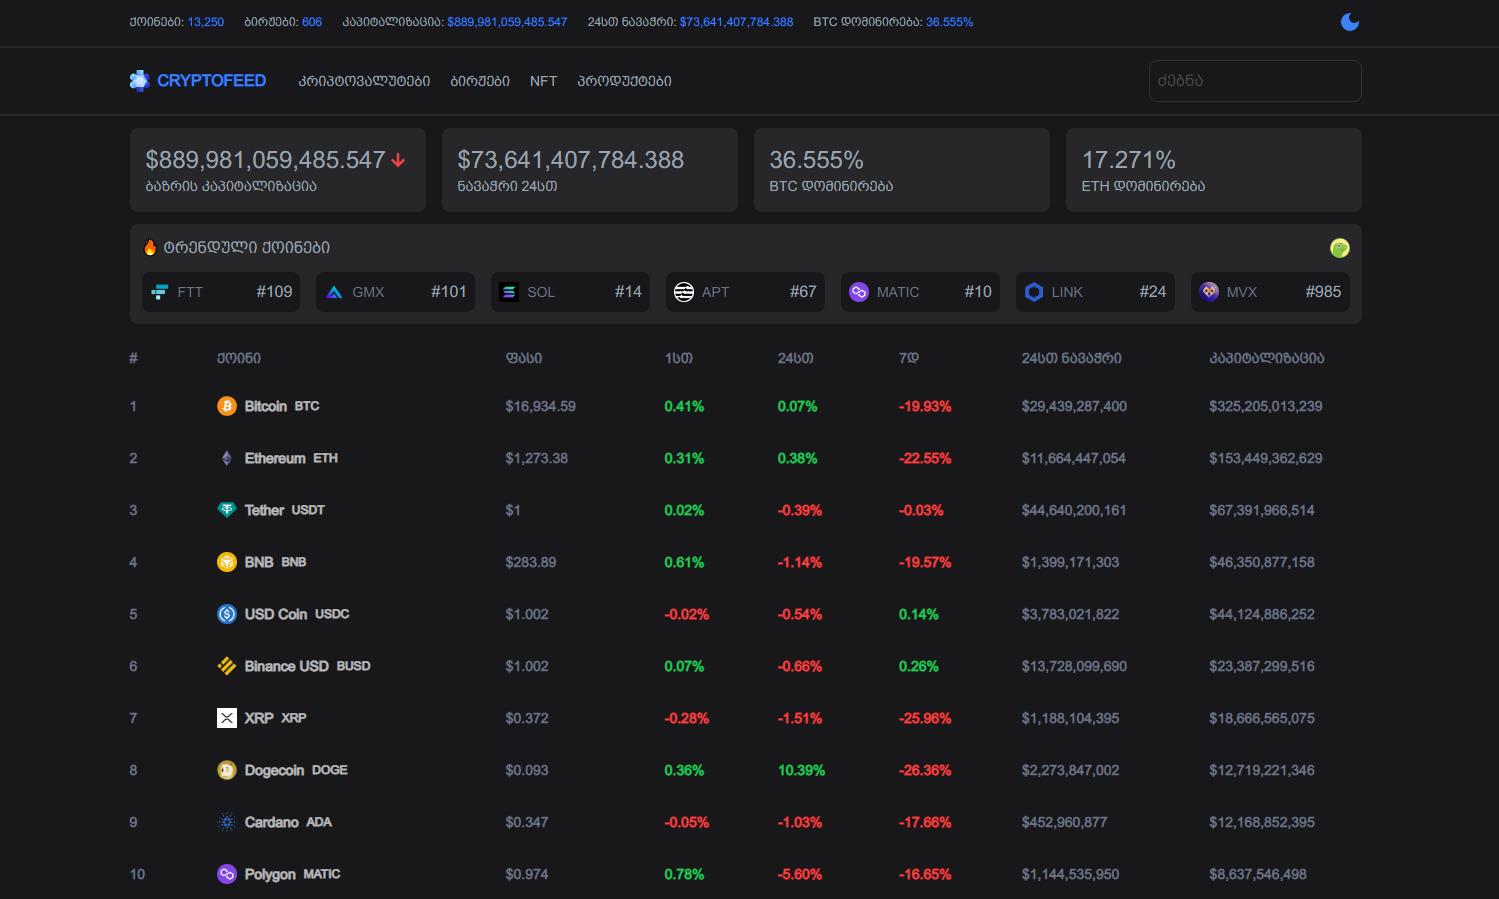 ქოინები: 13,250 ბირჟები: 606 კაპიტალიზაცია: $889,981,059,485.547 24სთ ნავაჭრი: $73,641,407,784.388 BTC დომინირება: 36.555%
CRYPTOFEED კრიპტოვალუტები ბირჟები NFT პროდუქტები ძებნა
$889,981,059,485.547 $73,641,407,784.388 36.555% 17.271%
ბაზრის კაპიტალიზაცია ნავაჭრი 24სთ BTC დომინირება ETH დომინირება
ტრენდული ქოინები
FTT #109 GMX #101 SOL #14 APT #67 MATIC #10 LINK #24 MVX #985
# ქოინი ფასი 1სთ 24სთ 7დ 24სთ ნავაჭრი კაპიტალიზაცია
1 Bitcoin BTC $16,934.59 0.41% 0.07% -19.93% $29,439,287,400 $325,205,013,239
2 Ethereum ETH $1,273.38 0.31% 0.38% -22.55% $11,664,447,054 $153,449,362,629
3 Tether USDT $1 0.02% -0.39% -0.03% $44,640,200,161 $67,391,966,514
4 BNB BNB $283.89 0.61% -1.14% -19.57% $1,399,171,303 $46,350,877,158
5 USD Coin USDC $1.002 -0.02% -0.54% 0.14% $3,783,021,822 $44,124,886,252
6 Binance USD BUSD $1.002 0.07% -0.66% 0.26% $13,728,099,690 $23,387,299,516
7 XRP XRP $0.372 -0.28% -1.51% -25.96% $1,188,104,395 $18,666,565,075
8 Dogecoin DOGE $0.093 0.36% 10.39% -26.36% $2,273,847,002 $12,719,221,346
9 Cardano ADA $0.347 -0.05% -1.03% -17.66% $452,960,877 $12,168,852,395
10 Polygon MATIC $0.974 0.78% -5.60% -16.65% $1,144,535,950 $8,637,546,498